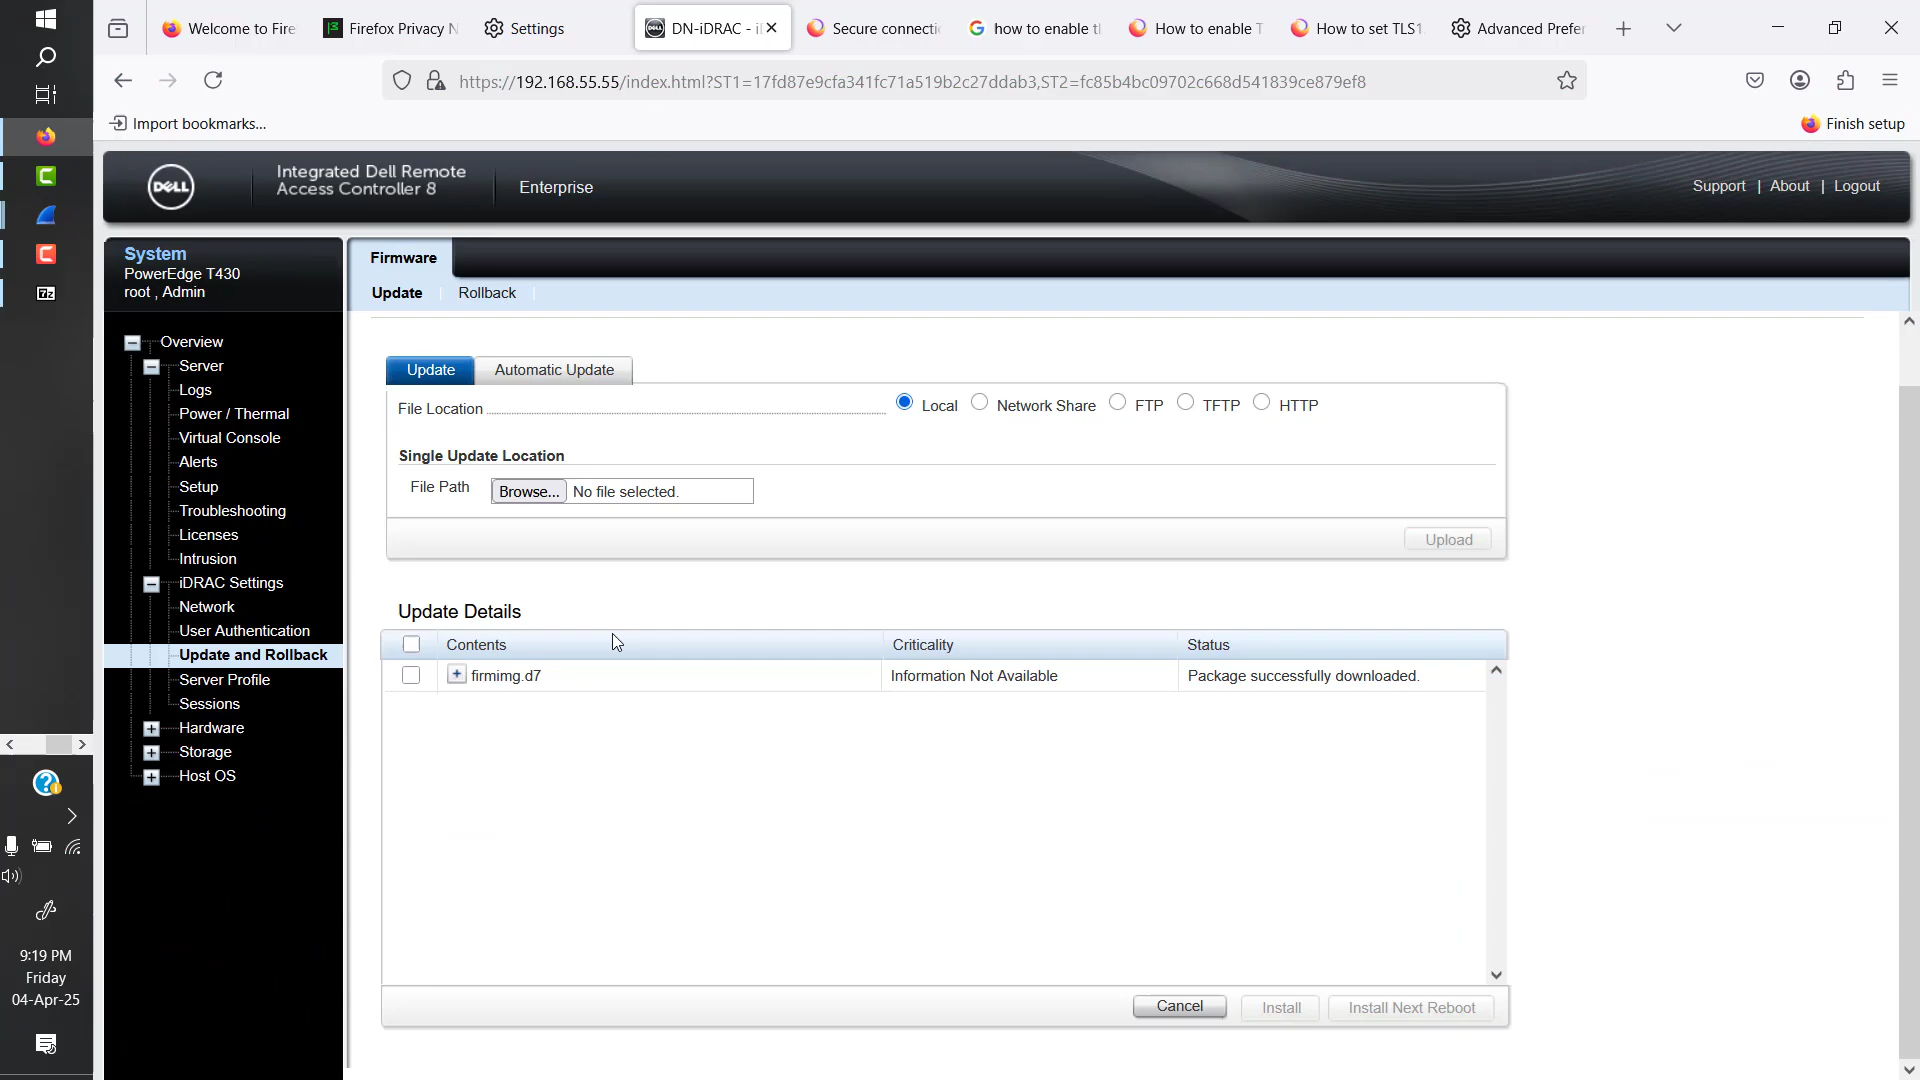 Welcome to Fire
Firefox Privacy N
Settings
DN-iDRAC - i
Secure connecti
how to enable t
How to enable T
How to set TLS1.
Advanced Prefer
https://192.168.55.55/index.html?ST1=17fd87e9cfa341fc71a519b2c27ddab3,ST2=fc85b4bc09702c668d541839ce879ef8
Import bookmarks...
Finish setup
DELL
Integrated Dell Remote
Access Controller 8
Enterprise
Support | About | Logout
System
PowerEdge T430
root , Admin
Overview
Server
Logs
Power / Thermal
Virtual Console
Alerts
Setup
Troubleshooting
Licenses
Intrusion
iDRAC Settings
Network
User Authentication
Update and Rollback
Server Profile
Sessions
Hardware
Storage
Host OS
Firmware
Update
Rollback
Update
Automatic Update
File Location
Local
Network Share
FTP
TFTP
HTTP
Single Update Location
File Path
Browse...
No file selected.
Upload
Update Details
Contents
Criticality
Status
firmimg.d7
Information Not Available
Package successfully downloaded.
Cancel
Install
Install Next Reboot
7z
9:19 PM
Friday
04-Apr-25